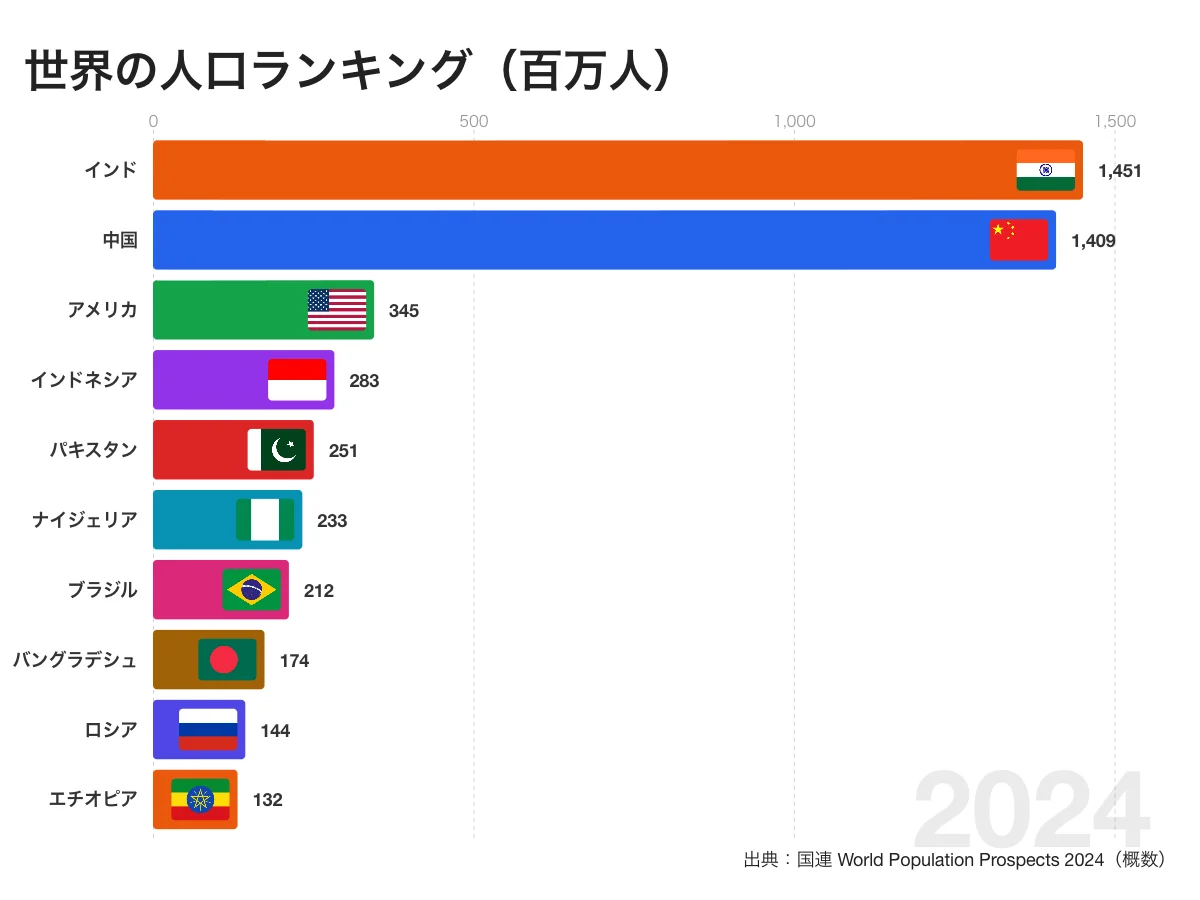 世界の人口ランキング（百万人）
0 500 1,000 1,500
インド 1,451
中国 1,409
アメリカ 345
インドネシア 283
パキスタン 251
ナイジェリア 233
ブラジル 212
バングラデシュ 174
ロシア 144
エチオピア 132
2024
出典：国連 World Population Prospects 2024（概数）